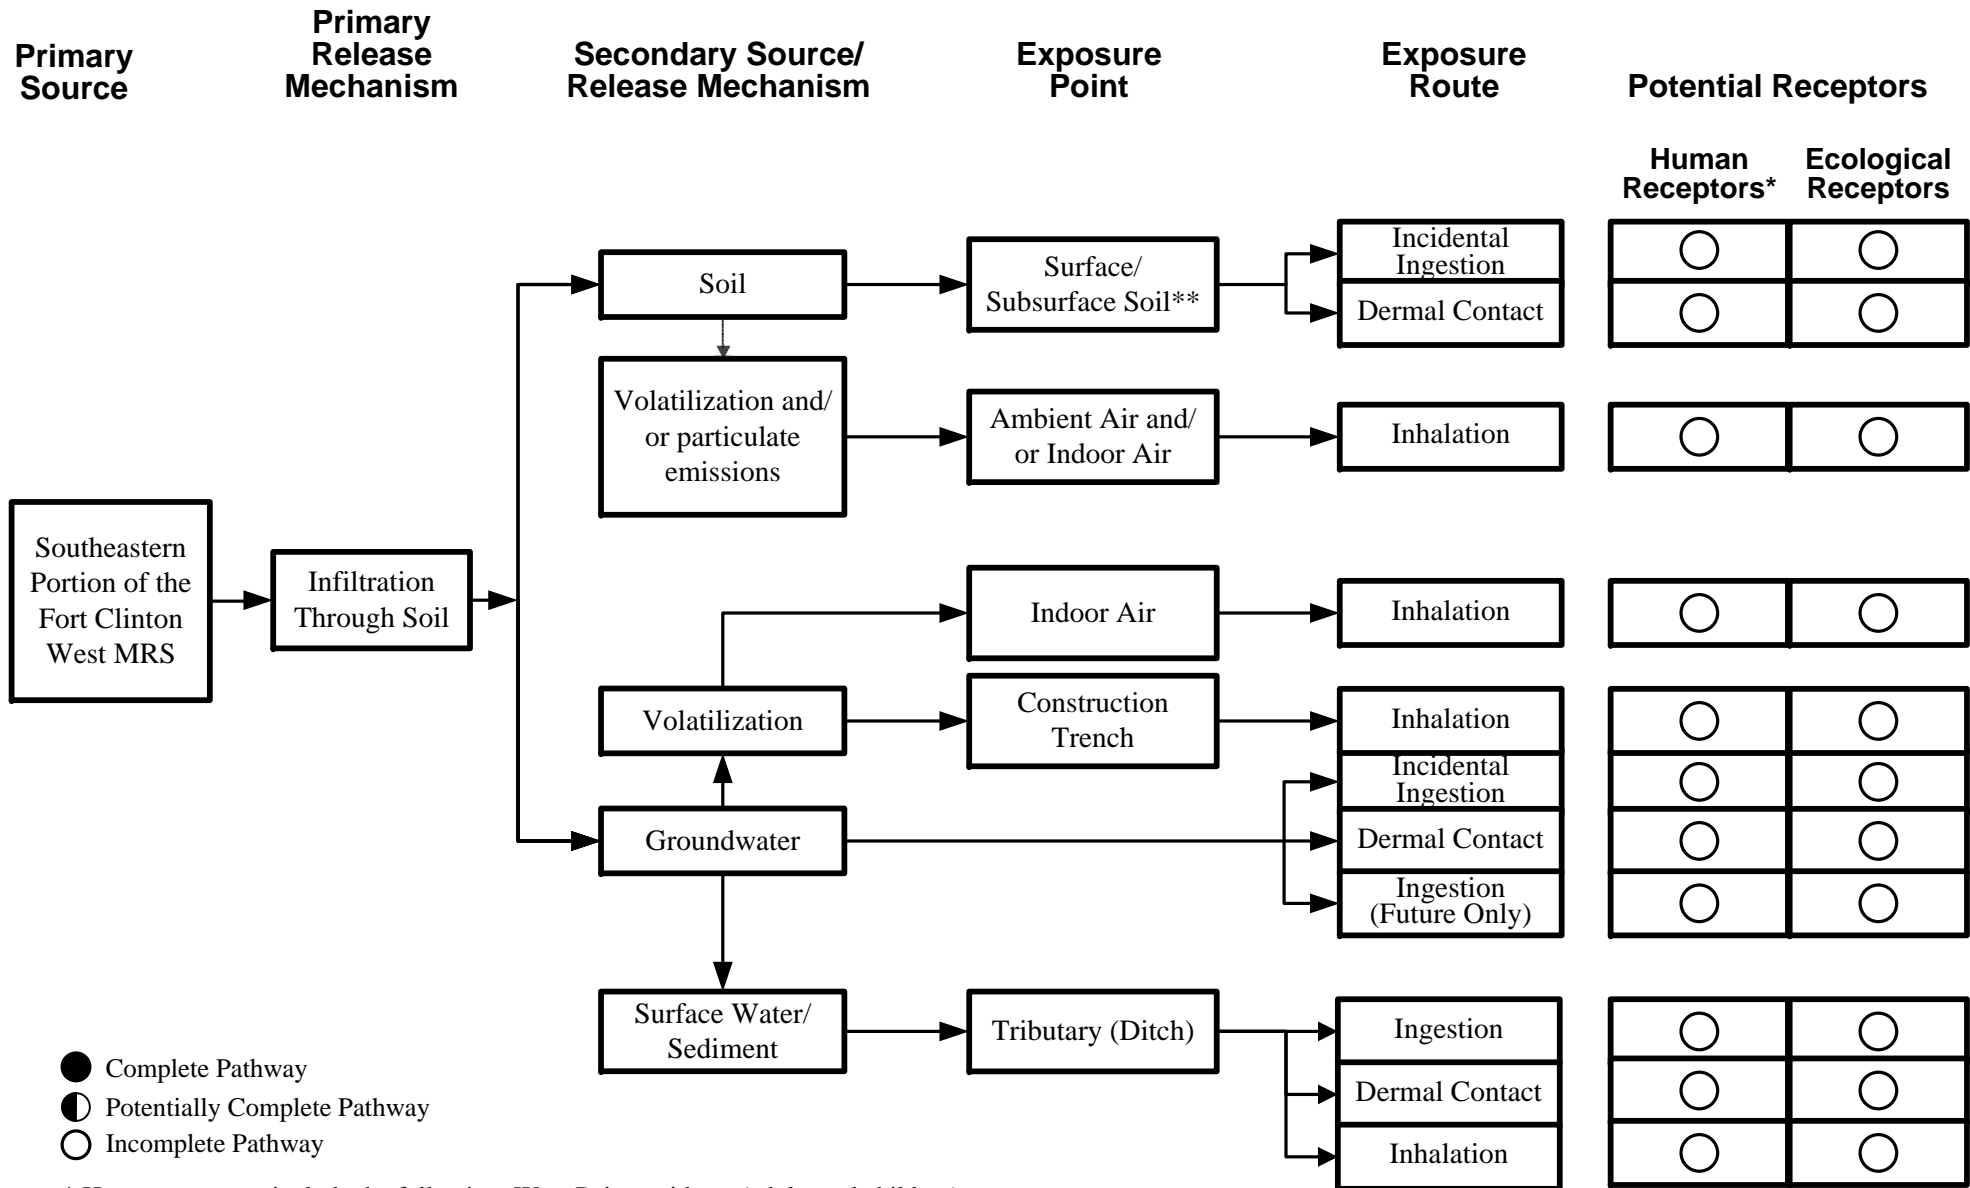 Primary
Source
Primary
Release
Mechanism
Secondary Source/
Release Mechanism
Exposure
Point
Exposure
Route
Potential Receptors
Human
Receptors*
Ecological
Receptors
Soil
Surface/
Subsurface Soil**
Incidental
Ingestion
Dermal Contact
Volatilization and/
or particulate
emissions
Ambient Air and/
or Indoor Air
Inhalation
Southeastern
Portion of the
Fort Clinton
West MRS
Infiltration
Through Soil
Indoor Air
Inhalation
Volatilization
Construction
Trench
Inhalation
Incidental
Ingestion
Groundwater
Dermal Contact
Ingestion
(Future Only)
Surface Water/
Sediment
Tributary (Ditch)
Ingestion
Dermal Contact
Inhalation
Complete Pathway
Potentially Complete Pathway
Incomplete Pathway